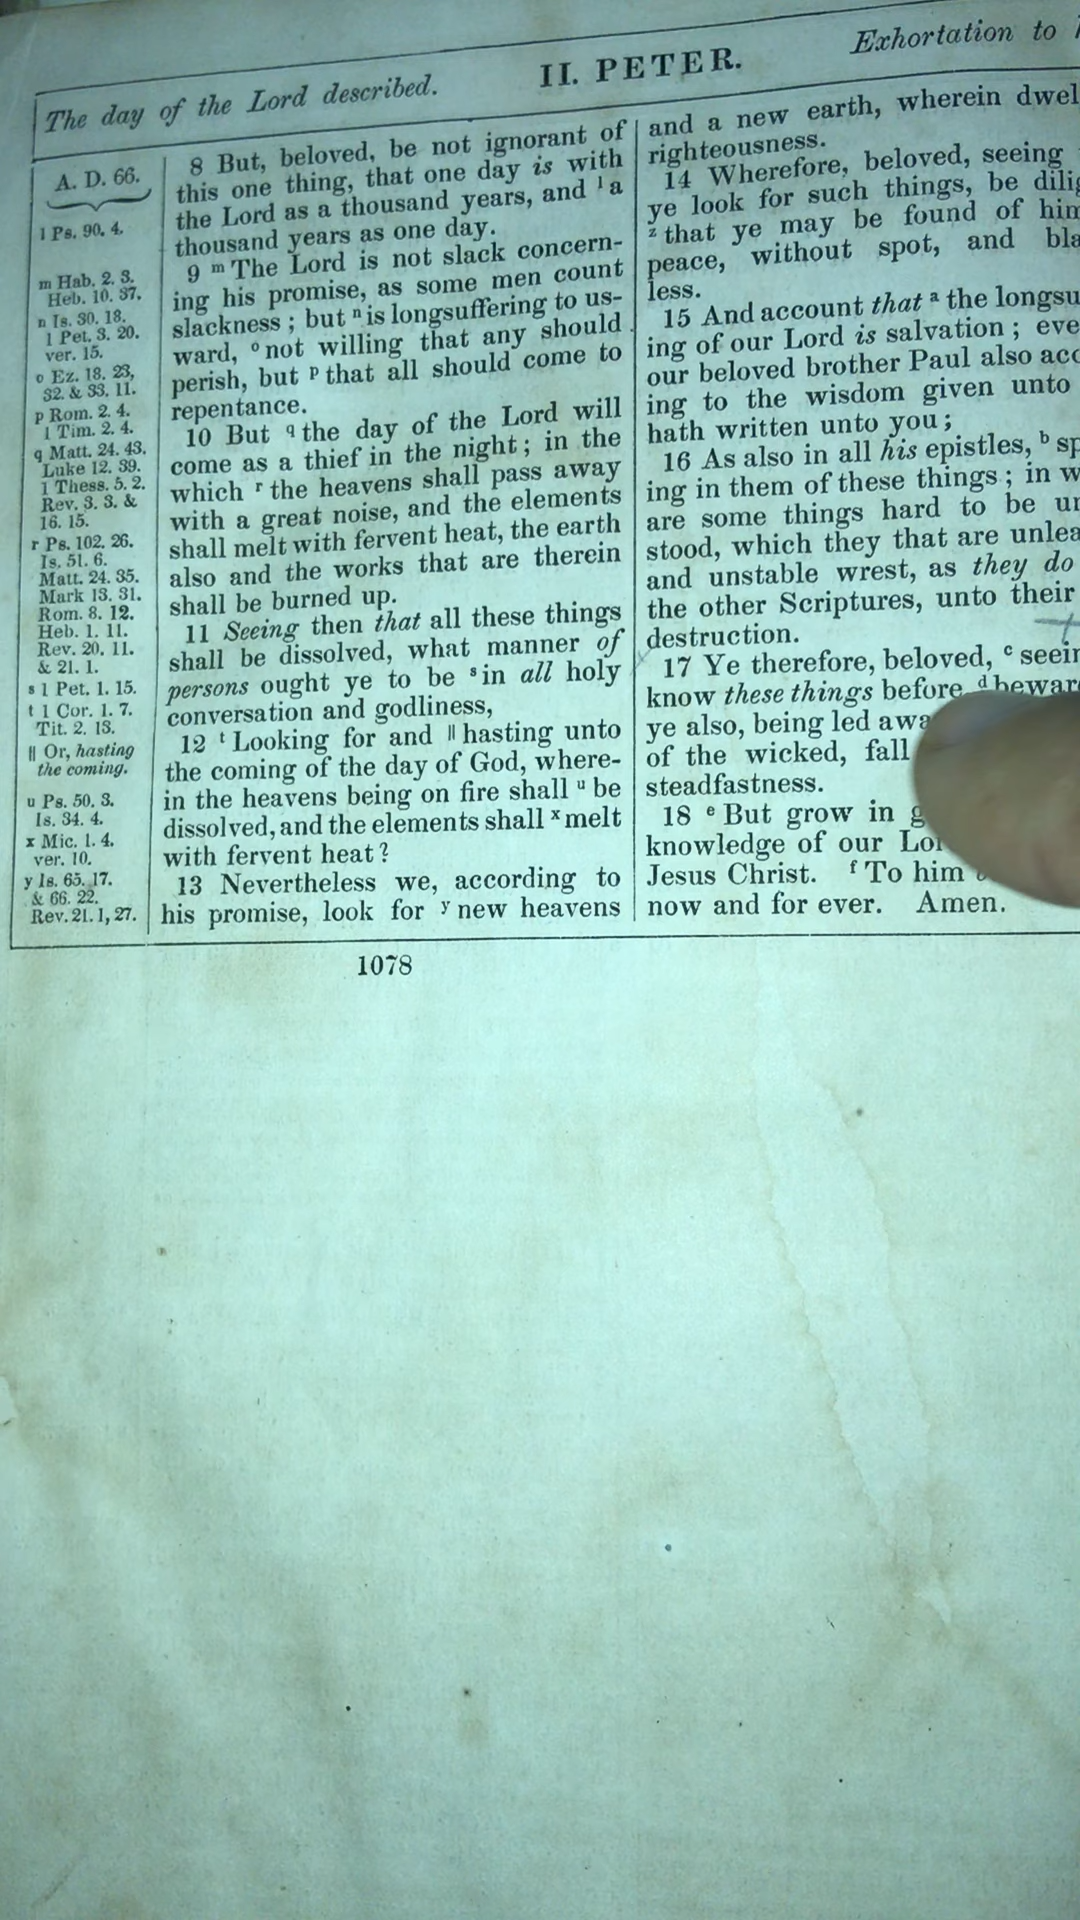 The day of the Lord described.
II. PETER.
Exhortation to
A. D. 66.
l Ps. 90. 4.
m Hab. 2. 3.
Heb. 10. 37.
n Is. 30. 18.
1 Pet. 3. 20.
ver. 15.
o Ez. 18. 23,
32. & 33. 11.
p Rom. 2. 4.
1 Tim. 2. 4.
q Matt. 24. 43.
Luke 12. 39.
1 Thess. 5. 2.
Rev. 3. 3. &
16. 15.
r Ps. 102. 26.
Is. 51. 6.
Matt. 24. 35.
Mark 13. 31.
Rom. 8. 12.
Heb. 1. 11.
Rev. 20. 11.
& 21. 1.
s 1 Pet. 1. 15.
t 1 Cor. 1. 7.
Tit. 2. 13.
|| Or, hasting
the coming.
u Ps. 50. 3.
Is. 34. 4.
x Mic. 1. 4.
ver. 10.
y Is. 65. 17.
& 66. 22.
Rev. 21. 1, 27.
8 But, beloved, be not ignorant of
this one thing, that one day is with
the Lord as a thousand years, and l a
thousand years as one day.
9 m The Lord is not slack concern-
ing his promise, as some men count
slackness ; but n is longsuffering to us-
ward, o not willing that any should
perish, but p that all should come to
repentance.
10 But q the day of the Lord will
come as a thief in the night ; in the
which r the heavens shall pass away
with a great noise, and the elements
shall melt with fervent heat, the earth
also and the works that are therein
shall be burned up.
11 Seeing then that all these things
shall be dissolved, what manner of
persons ought ye to be s in all holy
conversation and godliness,
12 t Looking for and || hasting unto
the coming of the day of God, where-
in the heavens being on fire shall u be
dissolved, and the elements shall x melt
with fervent heat ?
13 Nevertheless we, according to
his promise, look for y new heavens
and a new earth, wherein dwel
righteousness.
14 Wherefore, beloved, seeing
ye look for such things, be dilig
z that ye may be found of him
peace, without spot, and bla
less.
15 And account that a the longsu
ing of our Lord is salvation ; eve
our beloved brother Paul also acc
ing to the wisdom given unto
hath written unto you ;
16 As also in all his epistles, b sp
ing in them of these things ; in w
are some things hard to be un
stood, which they that are unlea
and unstable wrest, as they do
the other Scriptures, unto their
destruction.
17 Ye therefore, beloved, c seein
know these things before, d beware
ye also, being led awa
of the wicked, fall
steadfastness.
18 e But grow in g
knowledge of our Lor
Jesus Christ. f To him
now and for ever. Amen.
1078